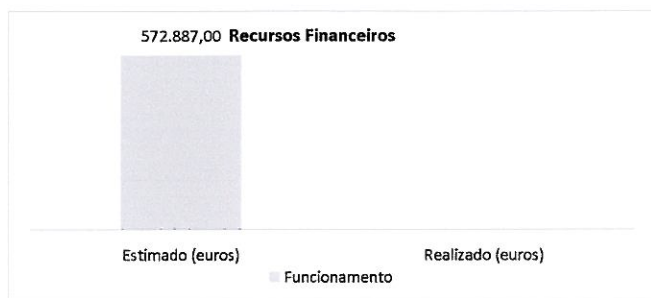 572.887,00 Recursos Financeiros
Estimado (euros) Realizado (euros)
Funcionamento